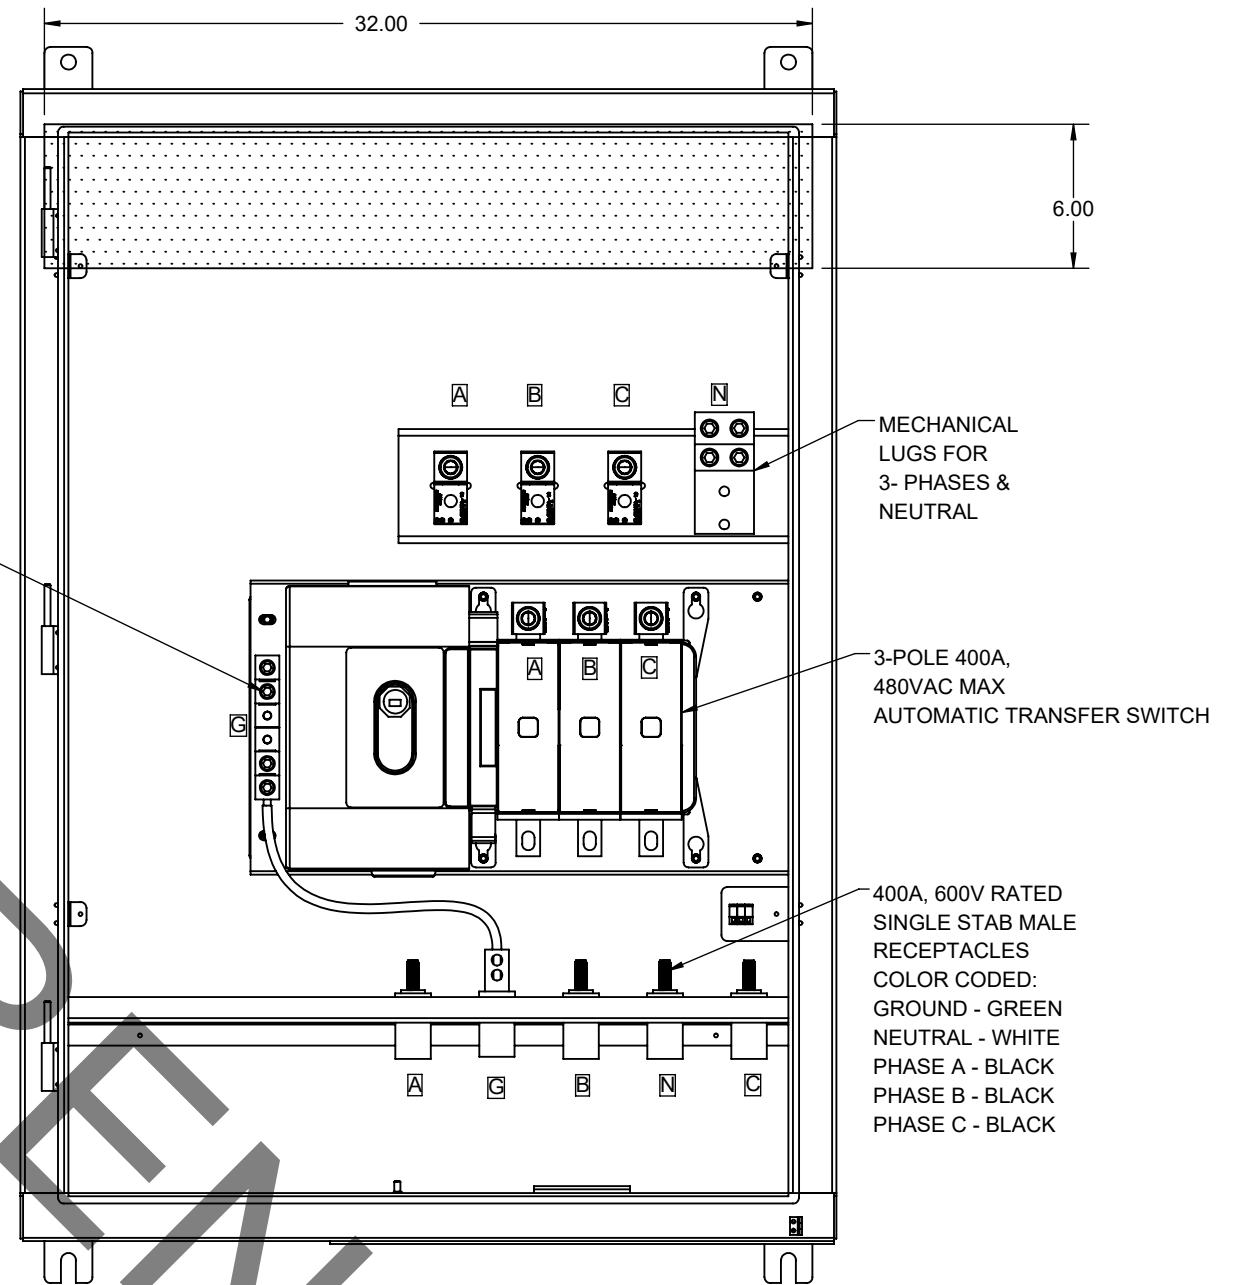 32.00
6.00
A B C N
MECHANICAL
LUGS FOR
3- PHASES &
NEUTRAL
3-POLE 400A,
480VAC MAX
AUTOMATIC TRANSFER SWITCH
A B C
G
400A, 600V RATED
SINGLE STAB MALE
RECEPTACLES
COLOR CODED:
GROUND - GREEN
NEUTRAL - WHITE
PHASE A - BLACK
PHASE B - BLACK
PHASE C - BLACK
A G B N C